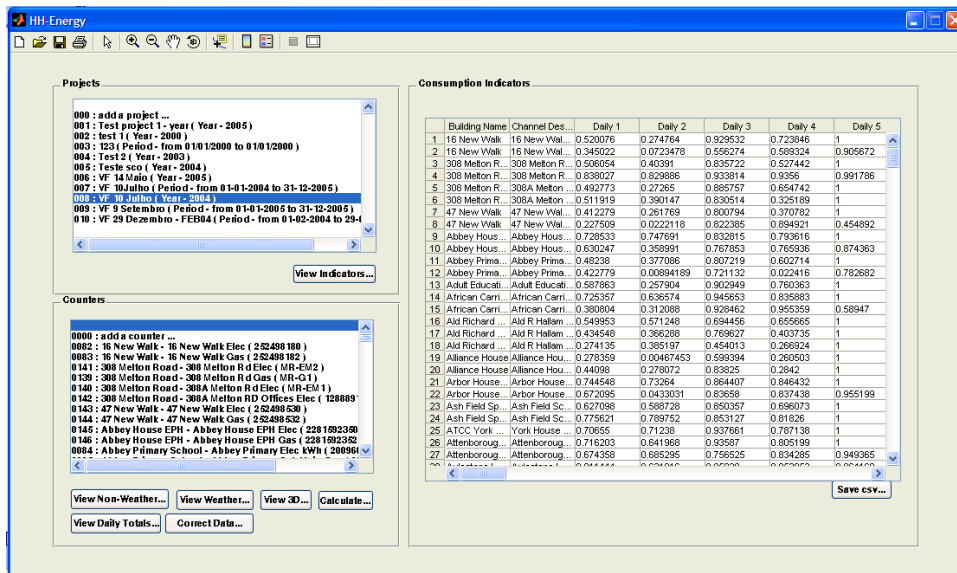 HH-Energy
Projects
000 : add a project ...
001 : Test project 1 - year ( Year - 2005 )
002 : test 1 ( Year - 2000 )
003 : 123 ( Period - from 01/01/2000 to 01/01/2000 )
004 : Test 2 ( Year - 2003 )
005 : Teste sco ( Year - 2004 )
006 : VF 14 Maio ( Year - 2005 )
007 : VF 10Julho ( Period - from 01-01-2004 to 31-12-2005 )
008 : VF 10 Julho ( Year - 2004 )
009 : VF 9 Setembro ( Period - from 01-01-2005 to 31-12-2005 )
010 : VF 29 Dezembro - FEB04 ( Period - from 01-02-2004 to 29-
View Indicators...
Counters
0000 : add a counter ...
0082 : 16 New Walk - 16 New Walk Elec ( 252498180 )
0083 : 16 New Walk - 16 New Walk Gas ( 252498182 )
0141 : 308 Melton Road - 308 Melton Rd Elec ( MR-EM2 )
0139 : 308 Melton Road - 308 Melton Rd Gas ( MR-G1 )
0140 : 308 Melton Road - 308A Melton Rd Elec ( MR-EM1 )
0142 : 308 Melton Road - 308A Melton RD Offices Elec ( 128889
0143 : 47 New Walk - 47 New Walk Elec ( 252498530 )
0144 : 47 New Walk - 47 New Walk Gas ( 252498532 )
0145 : Abbey House EPH - Abbey House EPH Elec ( 2281592350
0146 : Abbey House EPH - Abbey House EPH Gas ( 2281592352
0084 : Abbey Primary School - Abbey Primary Elec kWh ( 20096
View Non-Weather... View Weather... View 3D... Calculate...
View Daily Totals... Correct Data...
Consumption Indicators
Building Name Channel Des... Daily 1 Daily 2 Daily 3 Daily 4 Daily 5
1 16 New Walk 16 New Wal... 0.520076 0.274764 0.929532 0.723846 1
2 16 New Walk 16 New Wal... 0.345022 0.0723478 0.556274 0.589324 0.905672
3 308 Melton R... 308 Melton R... 0.506054 0.40391 0.835722 0.527442 1
4 308 Melton R... 308 Melton R... 0.838027 0.829886 0.933814 0.9356 0.991786
5 308 Melton R... 308A Melton ... 0.492773 0.27265 0.885757 0.654742 1
6 308 Melton R... 308A Melton ... 0.511919 0.390147 0.830514 0.325189 1
7 47 New Walk 47 New Wal... 0.412279 0.261769 0.800794 0.370782 1
8 47 New Walk 47 New Wal... 0.227509 0.0222118 0.822385 0.894921 0.454892
9 Abbey Hous... Abbey Hous... 0.728533 0.747691 0.832815 0.793616 1
10 Abbey Hous... Abbey Hous... 0.630247 0.358991 0.767853 0.765936 0.874363
11 Abbey Prima... Abbey Prima... 0.48238 0.377086 0.807219 0.602714 1
12 Abbey Prima... Abbey Prima... 0.422779 0.00894189 0.721132 0.022416 0.782682
13 Adult Educati... Adult Educati... 0.587863 0.257904 0.902949 0.760363 1
14 African Carri... African Carri... 0.725357 0.636574 0.945653 0.835883 1
15 African Carri... African Carri... 0.380804 0.312088 0.928462 0.955359 0.58947
16 Ald Richard ... Ald R Hallam ... 0.549953 0.571248 0.694456 0.655665 1
17 Ald Richard ... Ald R Hallam ... 0.434548 0.366288 0.769627 0.403735 1
18 Ald Richard ... Ald R Hallam ... 0.274135 0.385197 0.454013 0.266924 1
19 Alliance House Alliance Hou... 0.278359 0.00467453 0.599394 0.260503 1
20 Alliance House Alliance Hou... 0.44098 0.278072 0.83825 0.2842 1
21 Arbor House... Arbor House... 0.744548 0.73264 0.864407 0.846432 1
22 Arbor House... Arbor House... 0.672095 0.0433031 0.83658 0.837438 0.955199
23 Ash Field Sp... Ash Field Sc... 0.627098 0.588728 0.850357 0.696073 1
24 Ash Field Sp... Ash Field Sc... 0.775621 0.789752 0.853127 0.81826 1
25 ATCC York ... York House ... 0.70655 0.71238 0.937661 0.787138 1
26 Attenboroug... Attenboroug... 0.716203 0.641968 0.93587 0.805199 1
27 Attenboroug... Attenboroug... 0.674358 0.685295 0.756525 0.834285 0.949365
Save csv...